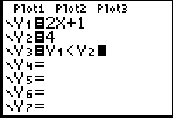 Plot1 Plot2 Plot3
\Y₁=2X+1
\Y₂=4
\Y₃=Y₁<Y₂
\Y₄=
\Y₅=
\Y₆=
\Y₇=